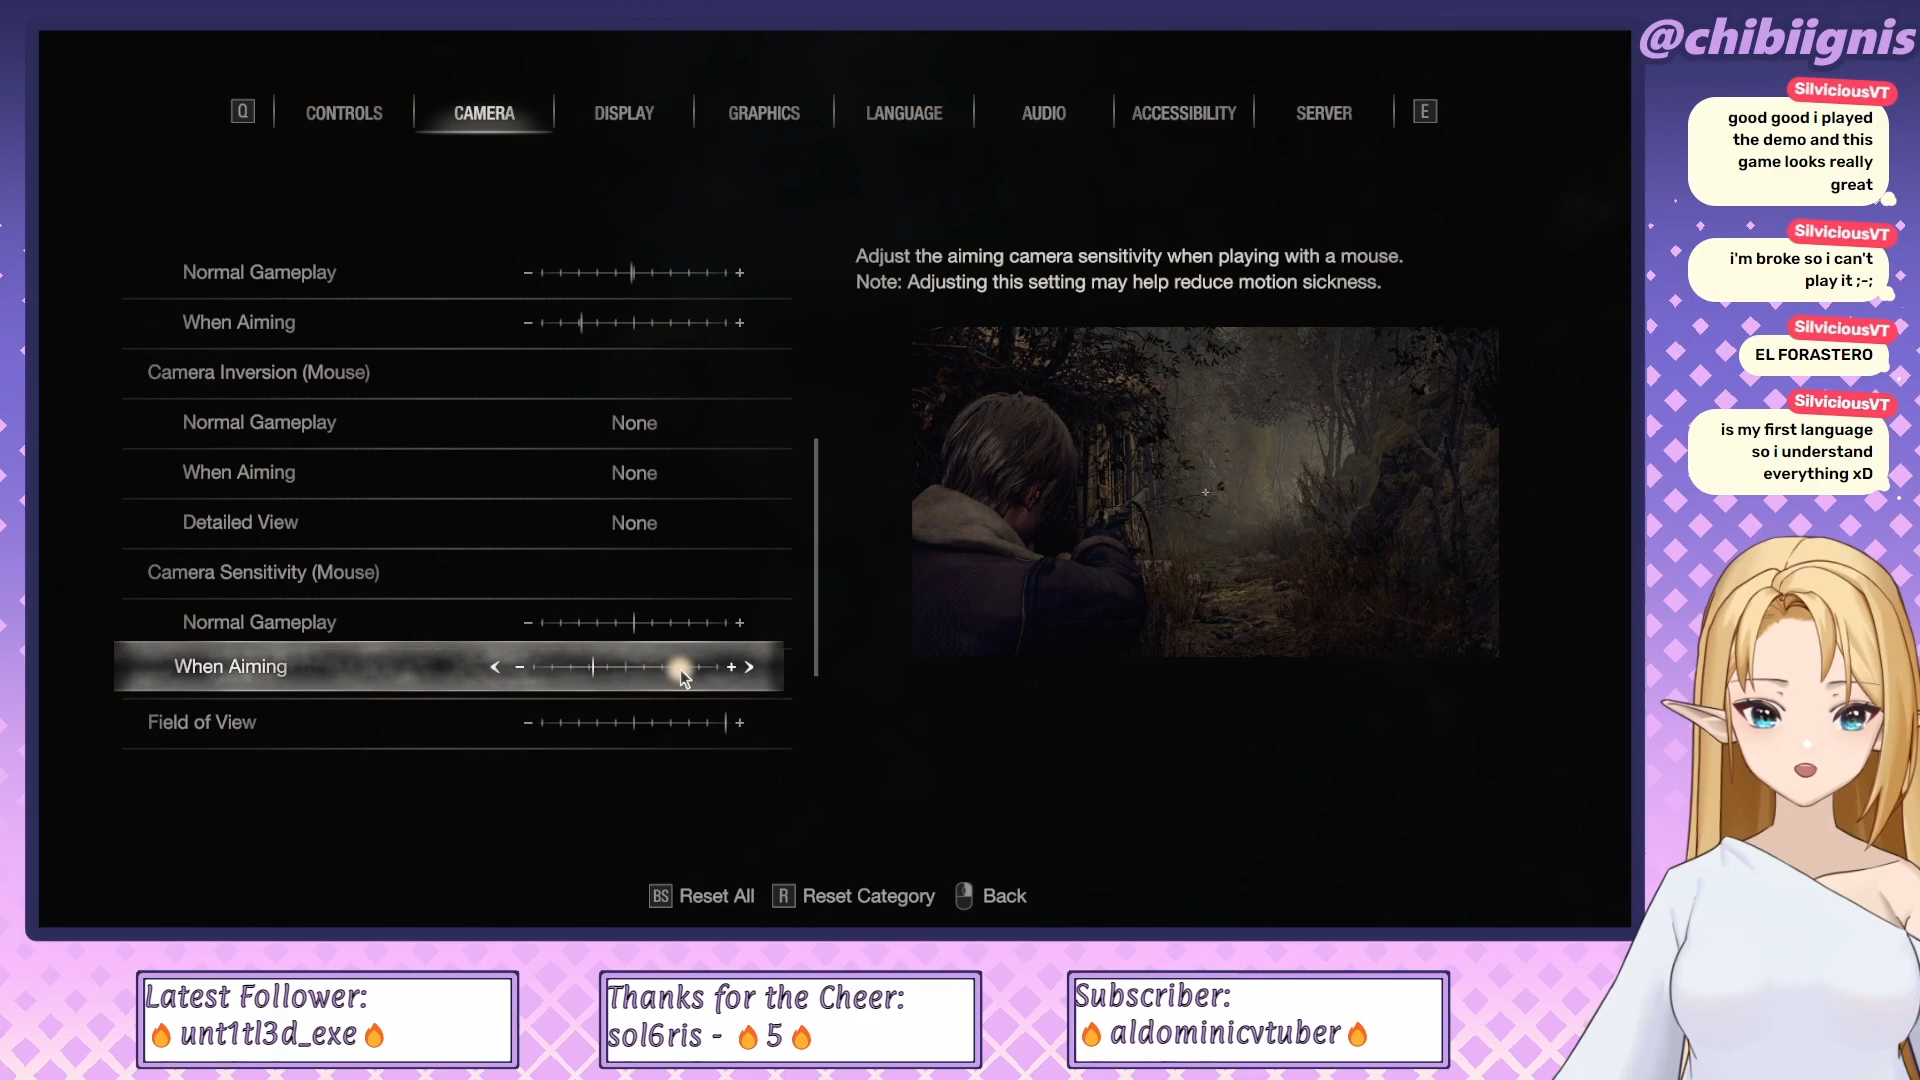 @chibiignis
Q
CONTROLS
CAMERA
DISPLAY
GRAPHICS
LANGUAGE
AUDIO
ACCESSIBILITY
SERVER
E
Normal Gameplay - +
When Aiming - +
Camera Inversion (Mouse)
Normal Gameplay None
When Aiming None
Detailed View None
Camera Sensitivity (Mouse)
Normal Gameplay - +
When Aiming < - + >
Field of View - +
Adjust the aiming camera sensitivity when playing with a mouse.
Note: Adjusting this setting may help reduce motion sickness.
BS Reset All R Reset Category Back
SilviciousVT
good good i played
the demo and this
game looks really
great
SilviciousVT
i'm broke so i can't
play it ;-;
SilviciousVT
EL FORASTERO
SilviciousVT
is my first language
so i understand
everything xD
Latest Follower:
🔥 unt1tl3d_exe🔥
Thanks for the Cheer:
sol6ris - 🔥 5 🔥
Subscriber:
🔥 aldominicvtuber🔥